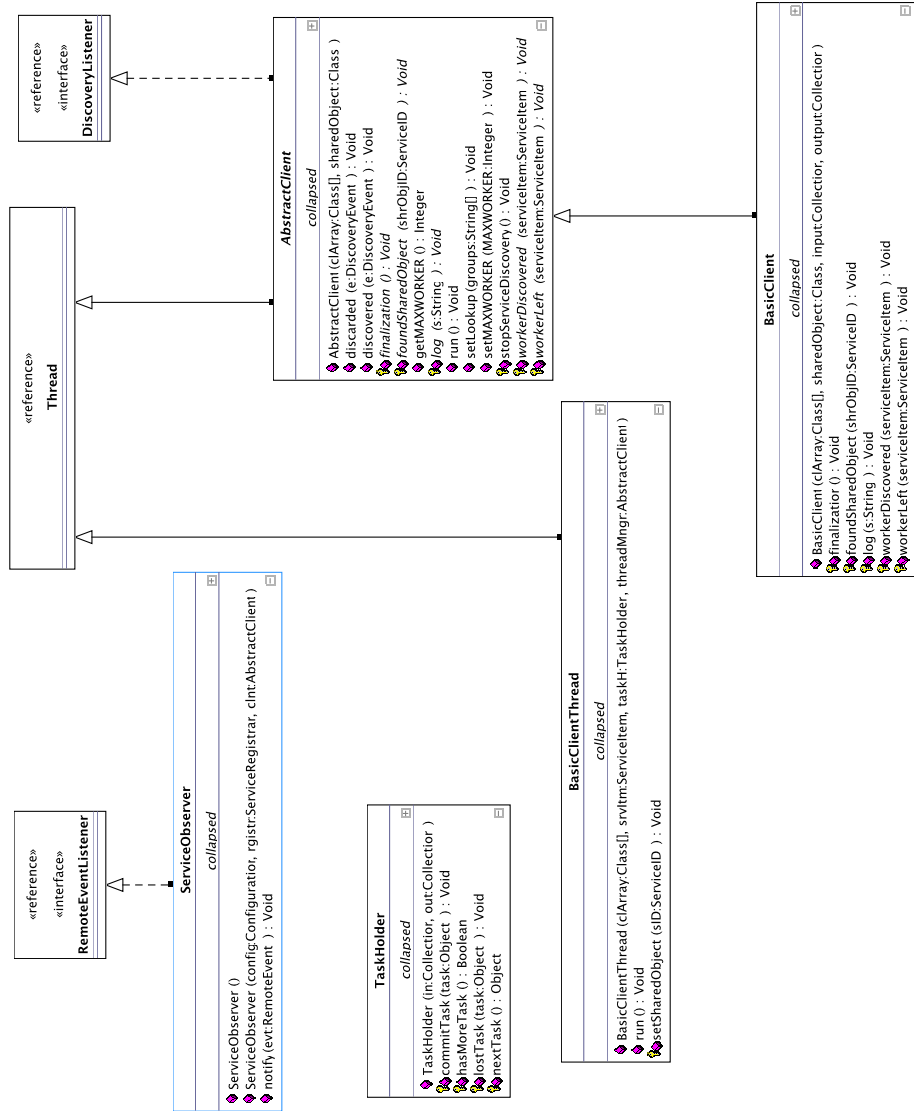 «reference»
«interface»
RemoteEventListener
«reference»
Thread
«reference»
«interface»
DiscoveryListener
ServiceObserver
collapsed
ServiceObserver ()
ServiceObserver (config:Configuration, rgistr:ServiceRegistrar, clnt:AbstractClient )
notify (evt:RemoteEvent ) : Void
AbstractClient
collapsed
AbstractClient (clArray:Class[], sharedObject:Class )
discarded (e:DiscoveryEvent ) : Void
discovered (e:DiscoveryEvent ) : Void
finalization () : Void
foundSharedObject (shrObjID:ServiceID ) : Void
getMAXWORKER () : Integer
log (s:String ) : Void
run () : Void
setLookup (groups:String[] ) : Void
setMAXWORKER (MAXWORKER:Integer ) : Void
stopServiceDiscovery () : Void
workerDiscovered (serviceItem:ServiceItem ) : Void
workerLeft (serviceItem:ServiceItem ) : Void
TaskHolder
collapsed
TaskHolder (in:Collection, out:Collection )
commitTask (task:Object ) : Void
hasMoreTask () : Boolean
lostTask (task:Object ) : Void
nextTask () : Object
BasicClientThread
collapsed
BasicClientThread (clArray:Class[], srvItm:ServiceItem, taskH:TaskHolder, threadMngr:AbstractClient )
run () : Void
setSharedObject (sID:ServiceID ) : Void
BasicClient
collapsed
BasicClient (clArray:Class[], sharedObject:Class, input:Collection, output:Collection )
finalization () : Void
foundSharedObject (shrObjID:ServiceID ) : Void
log (s:String ) : Void
workerDiscovered (serviceItem:ServiceItem ) : Void
workerLeft (serviceItem:ServiceItem ) : Void